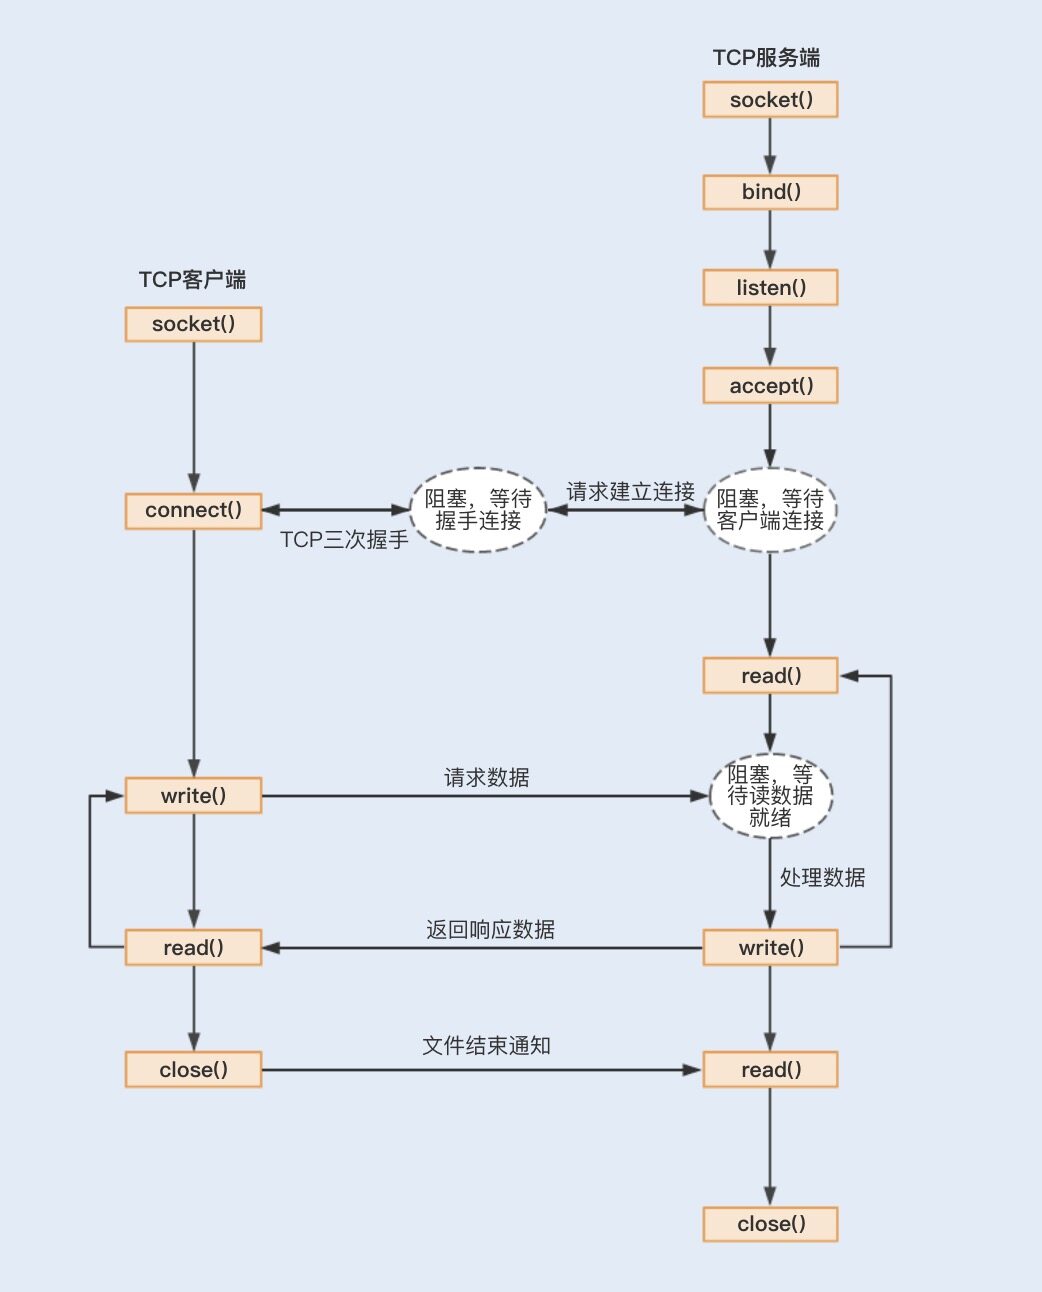 TCP服务端
socket()
bind()
listen()
TCP客户端
socket()
accept()
connect()
TCP三次握手
阻塞，等待
握手连接
请求建立连接
阻塞，等待
客户端连接
read()
write()
请求数据
阻塞，等
待读数据
就绪
处理数据
read()
返回响应数据
write()
close()
文件结束通知
read()
close()